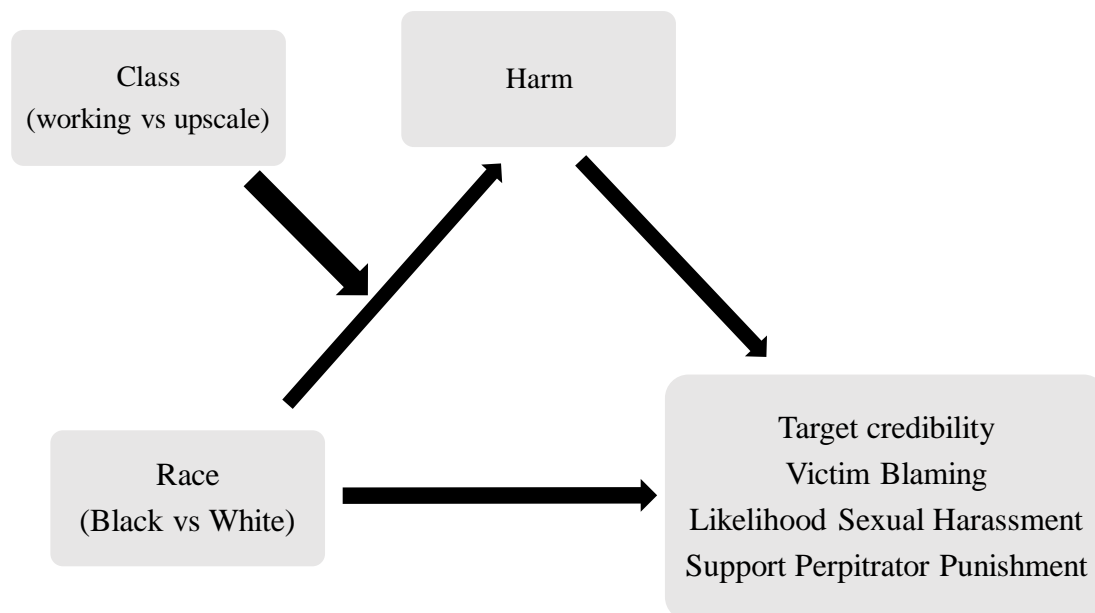 Class
(working vs upscale)
Harm
Race
(Black vs White)
Target credibility
Victim Blaming
Likelihood Sexual Harassment
Support Perpitrator Punishment